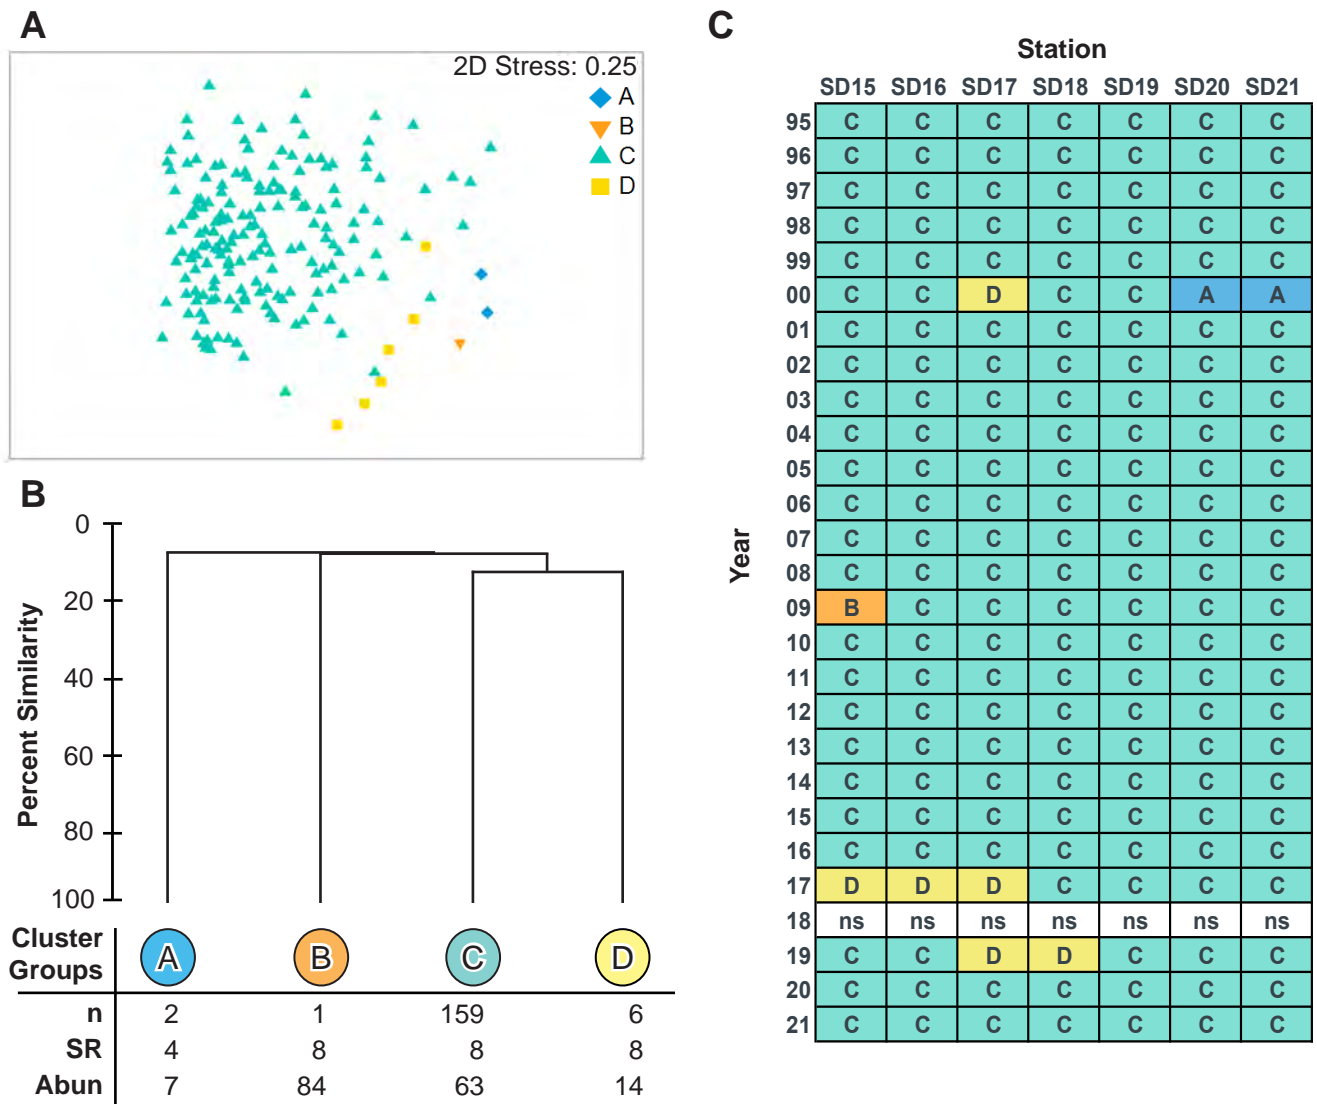 A
2D Stress: 0.25
A
B
C
D
B
Percent Similarity
0
20
40
60
80
100
Cluster Groups A B C D
n 2 1 159 6
SR 4 8 8 8
Abun 7 84 63 14
C
Station
SD15 SD16 SD17 SD18 SD19 SD20 SD21
Year
95 C C C C C C C
96 C C C C C C C
97 C C C C C C C
98 C C C C C C C
99 C C C C C C C
00 C C D C C A A
01 C C C C C C C
02 C C C C C C C
03 C C C C C C C
04 C C C C C C C
05 C C C C C C C
06 C C C C C C C
07 C C C C C C C
08 C C C C C C C
09 B C C C C C C
10 C C C C C C C
11 C C C C C C C
12 C C C C C C C
13 C C C C C C C
14 C C C C C C C
15 C C C C C C C
16 C C C C C C C
17 D D D C C C C
18 ns ns ns ns ns ns ns
19 C C D D C C C
20 C C C C C C C
21 C C C C C C C